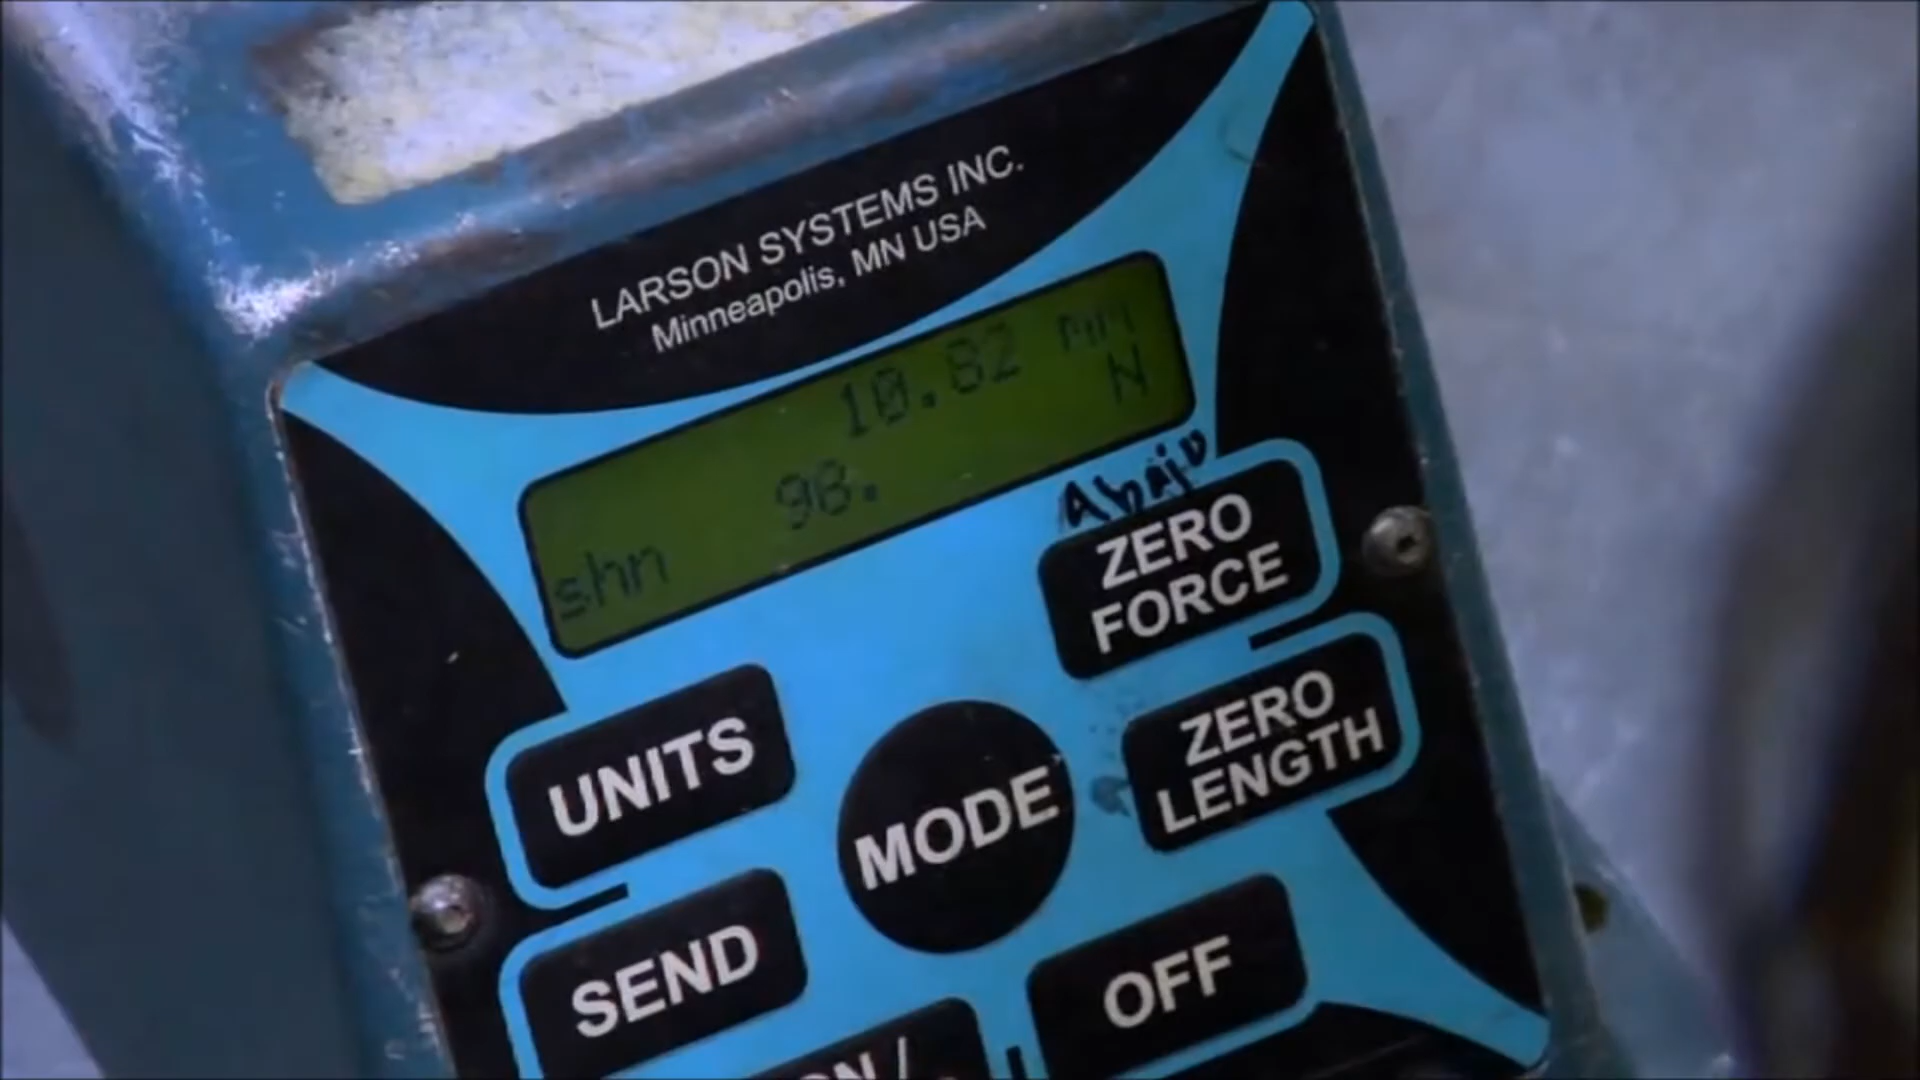 LARSON SYSTEMS INC.
Minneapolis, MN USA
10.82 mm
shn 98. N
Abajo
ZERO
FORCE
UNITS
MODE
ZERO
LENGTH
SEND
OFF